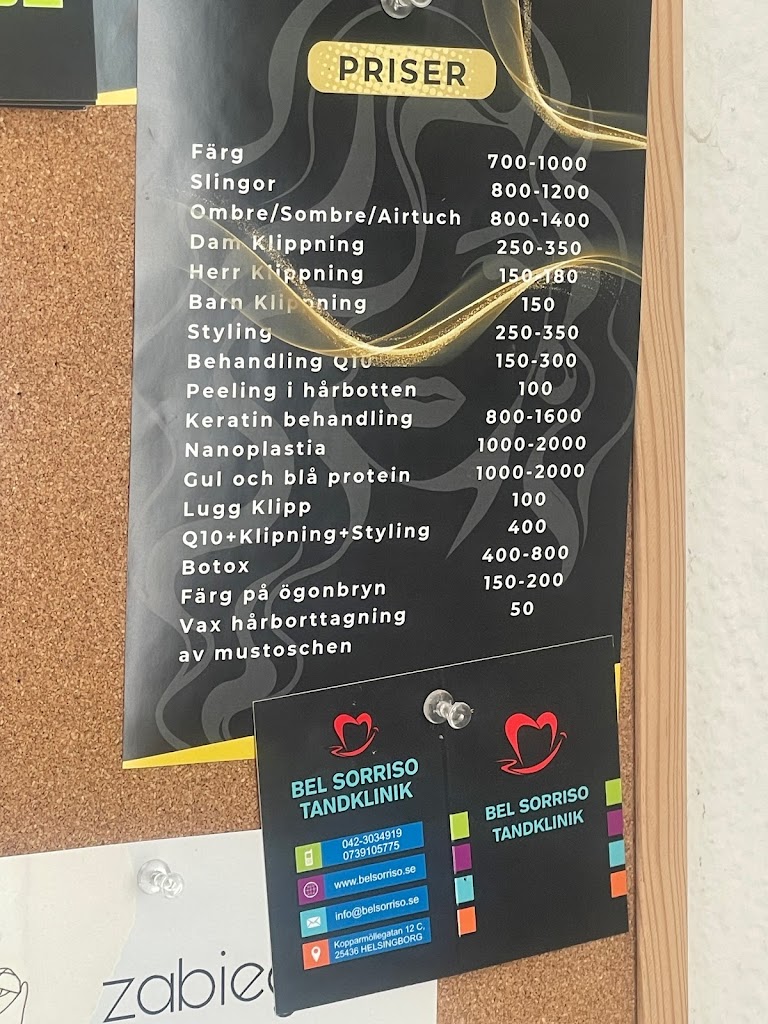 PRISER
Färg 700-1000
Slingor 800-1200
Ombre/Sombre/Airtuch 800-1400
Dam Klippning 250-350
Herr Klippning 150-180
Barn Klippning 150
Styling 250-350
Behandling Q10 150-300
Peeling i hårbotten 100
Keratin behandling 800-1600
Nanoplastia 1000-2000
Gul och blå protein 1000-2000
Lugg Klipp 100
Q10+Klipning+Styling 400
Botox 400-800
Färg på ögonbryn 150-200
Vax hårborttagning 50
av mustoschen
BEL SORRISO
TANDKLINIK
042-3034919
0739105775
www.belsorriso.se
info@belsorriso.se
Kopparmöllegatan 12 C,
25436 HELSINGBORG
BEL SORRISO
TANDKLINIK